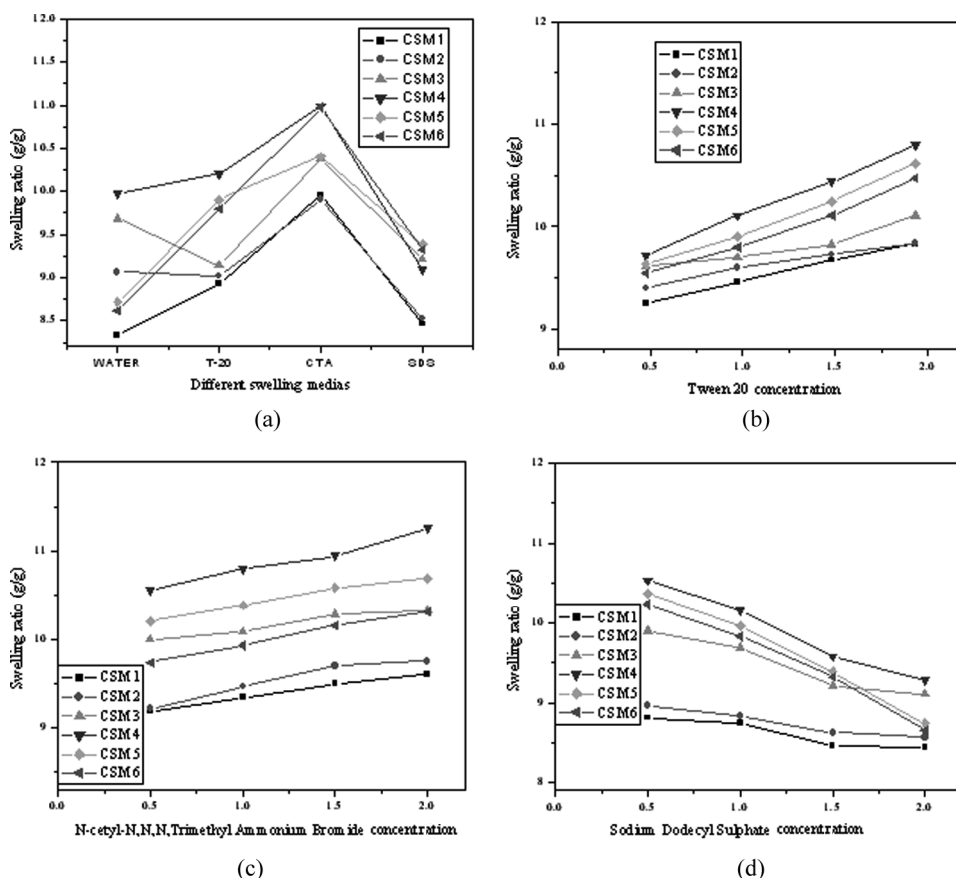 12.0
11.5
11.0
10.5
10.0
9.5
9.0
8.5
Swelling ratio (g/g)
CSM1
CSM2
CSM3
CSM4
CSM5
CSM6
WATER T-20 CTA SDS
Different swelling medias
(a)
12
11
10
9
Swelling ratio (g/g)
CSM1
CSM2
CSM3
CSM4
CSM5
CSM6
0.0 0.5 1.0 1.5 2.0
Tween 20 concentration
(b)
12
11
10
9
Swelling ratio (g/g)
CSM1
CSM2
CSM3
CSM4
CSM5
CSM6
0.0 0.5 1.0 1.5 2.0
N-cetyl-N,N,N,Trimethyl Ammonium Bromide concentration
(c)
12
11
10
9
8
Swelling ratio (g/g)
CSM1
CSM2
CSM3
CSM4
CSM5
CSM6
0.0 0.5 1.0 1.5 2.0
Sodium Dodecyl Sulphate concentration
(d)